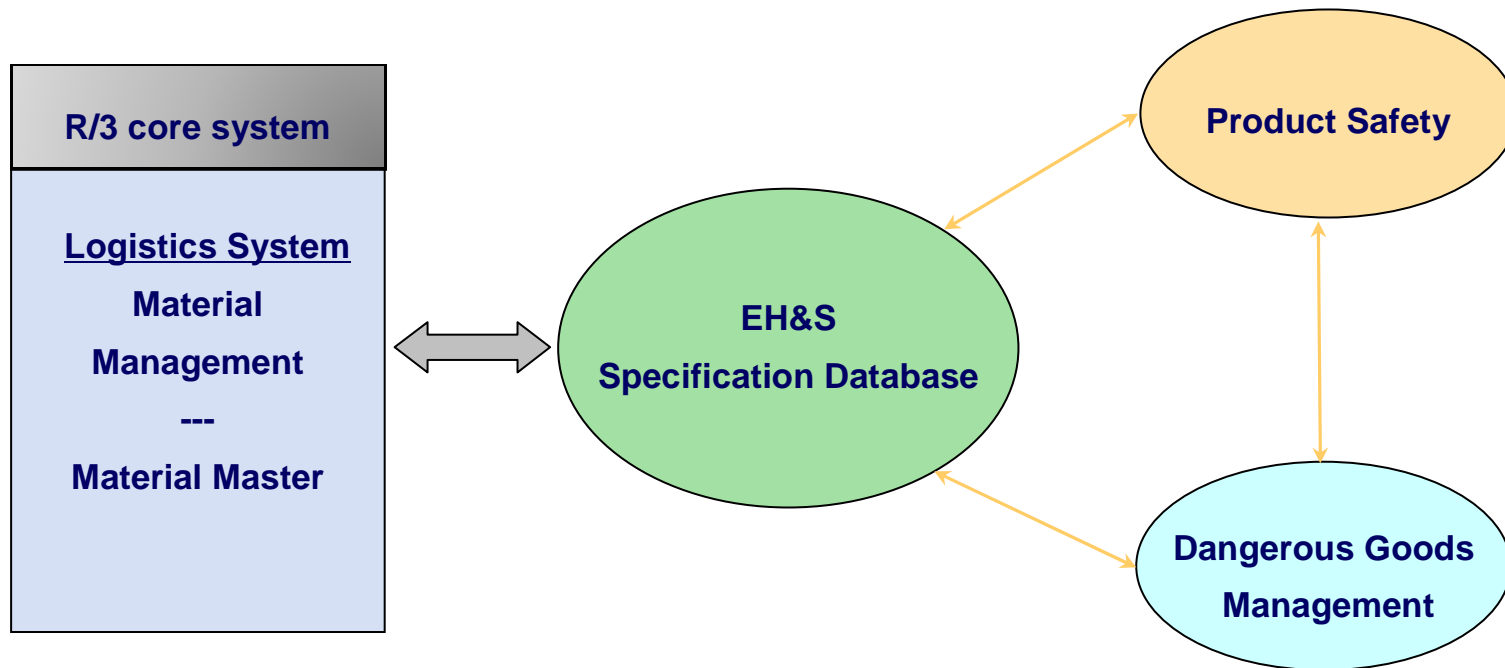 R/3 core system
Logistics System
Material
Management
---
Material Master
EH&S
Specification Database
Product Safety
Dangerous Goods
Management